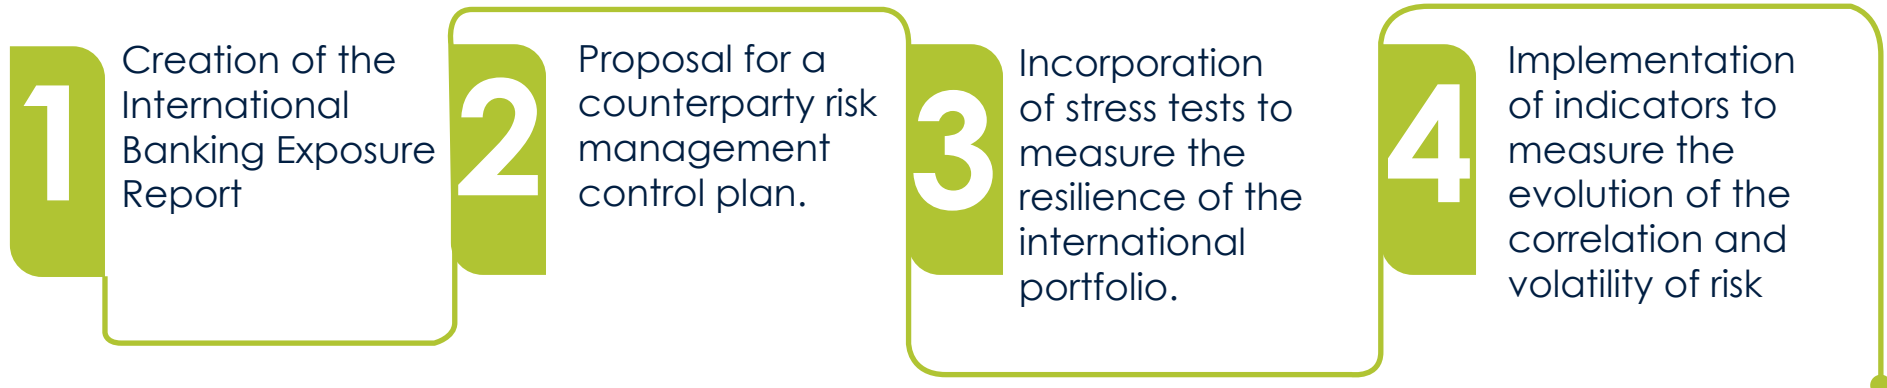 1
Creation of the
International
Banking Exposure
Report
2
Proposal for a
counterparty risk
management
control plan.
3
Incorporation
of stress tests to
measure the
resilience of the
international
portfolio.
4
Implementation
of indicators to
measure the
evolution of the
correlation and
volatility of risk